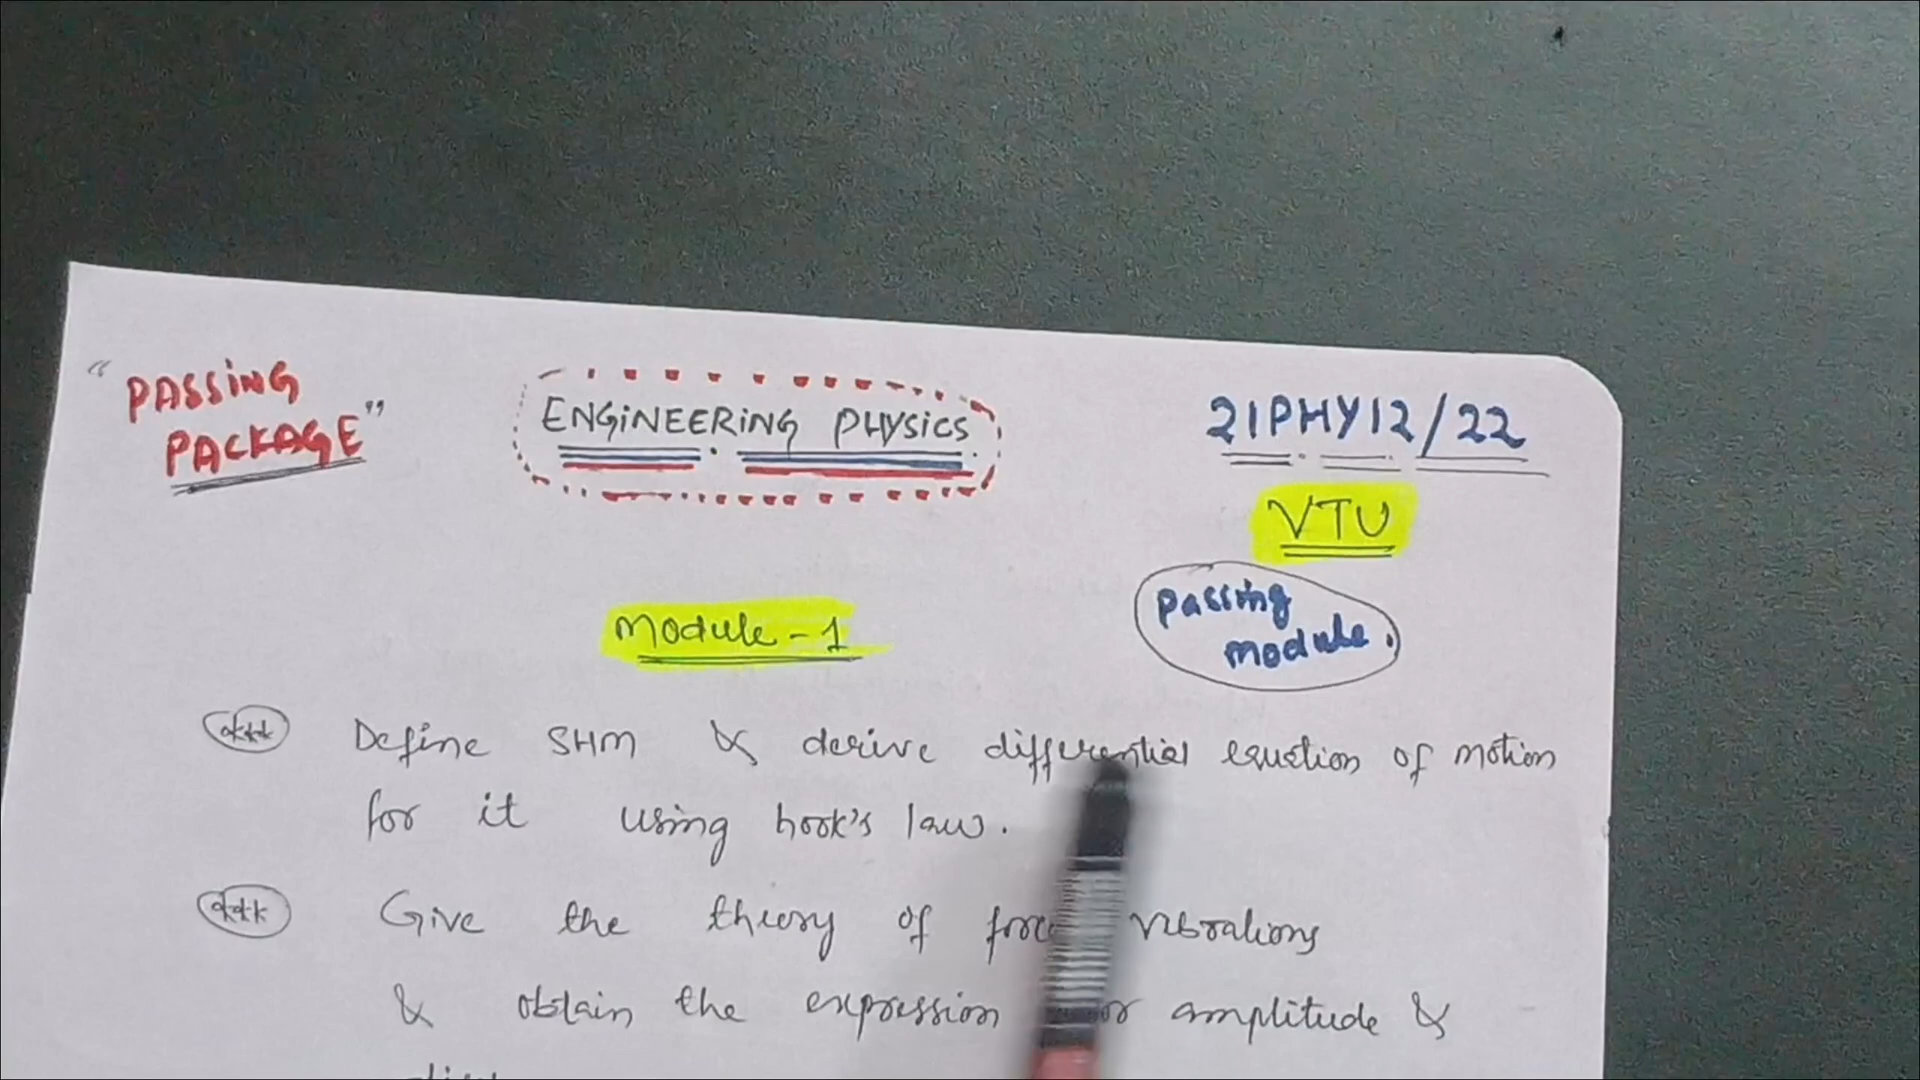 "PASSING
PACKAGE"
ENGINEERING PHYSICS
21PHY12/22
VTU
passing
module.
Module-1
*** Define SHM & derive differential equation of motion
for it using hook's law.
*** Give the theory of vibrations
& obtain the expression amplitude &